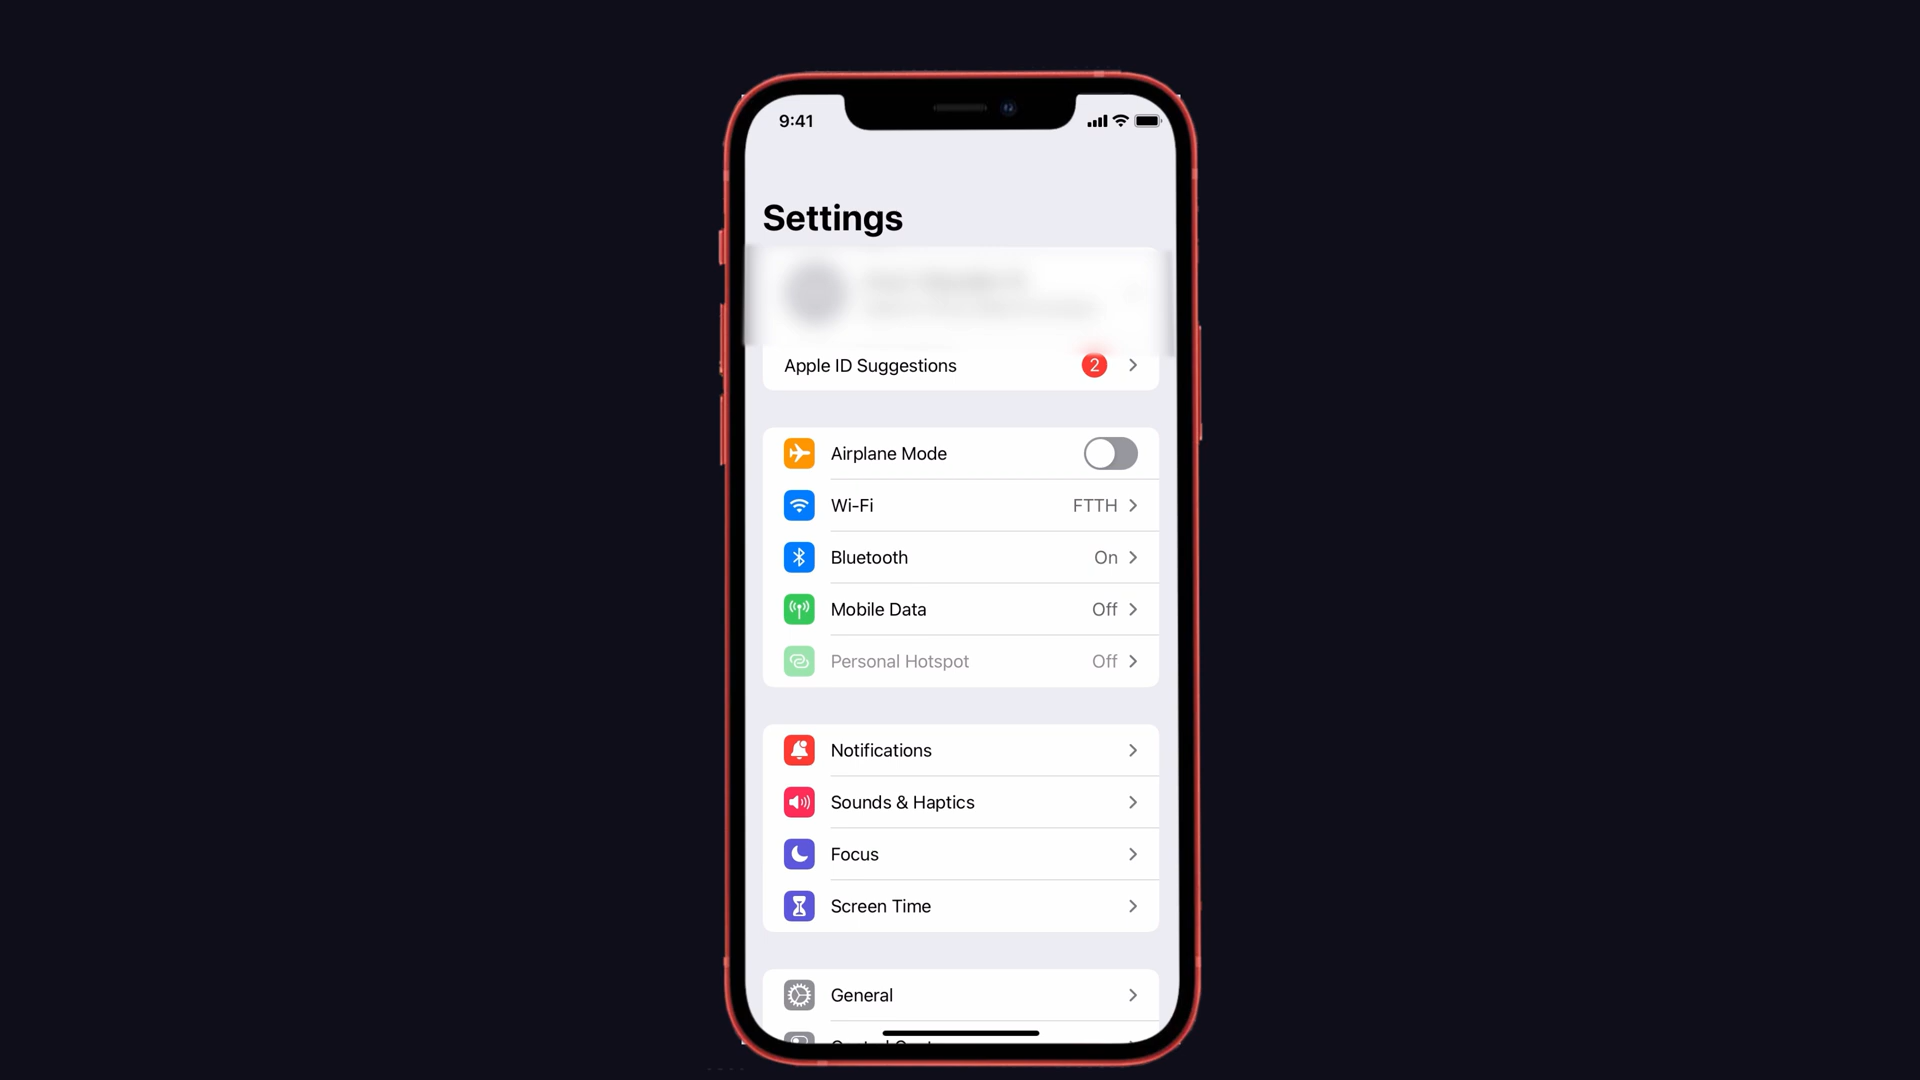 9:41
Settings
Apple ID Suggestions 2
Airplane Mode
Wi-Fi FTTH
Bluetooth On
Mobile Data Off
Personal Hotspot Off
Notifications
Sounds & Haptics
Focus
Screen Time
General